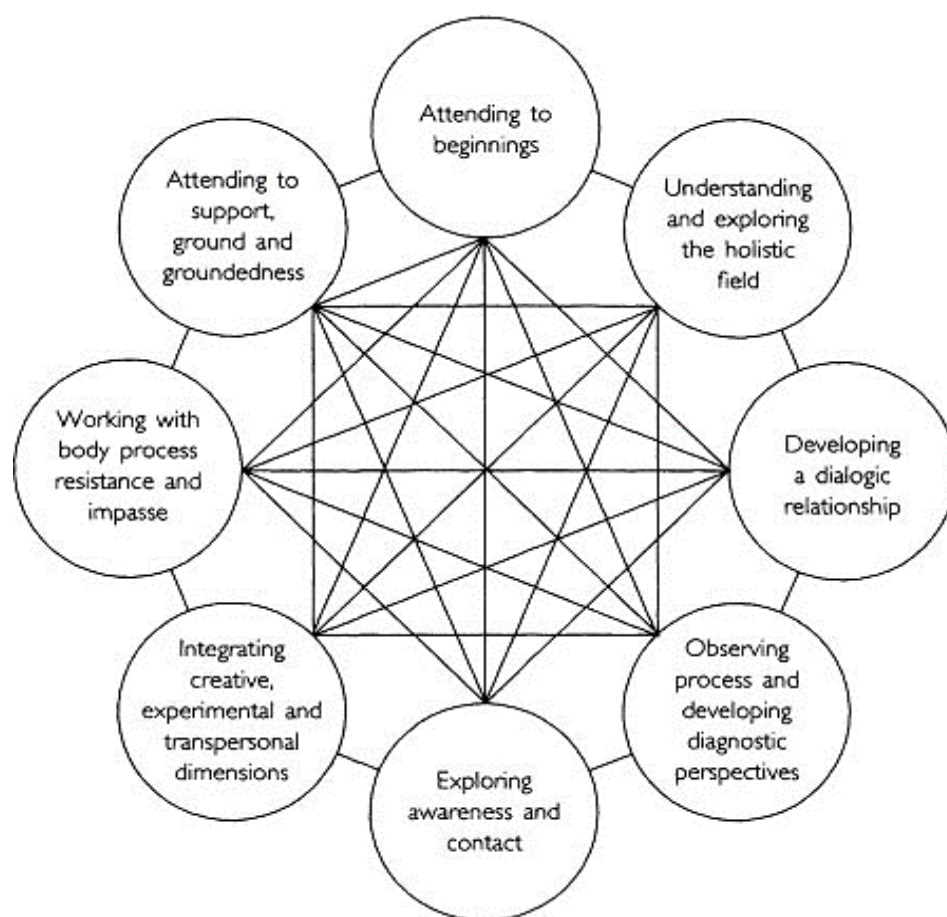 Attending to
beginnings
Understanding
and exploring
the holistic
field
Developing
a dialogic
relationship
Observing
process and
developing
diagnostic
perspectives
Exploring
awareness and
contact
Integrating
creative,
experimental and
transpersonal
dimensions
Working with
body process
resistance and
impasse
Attending to
support,
ground and
groundedness